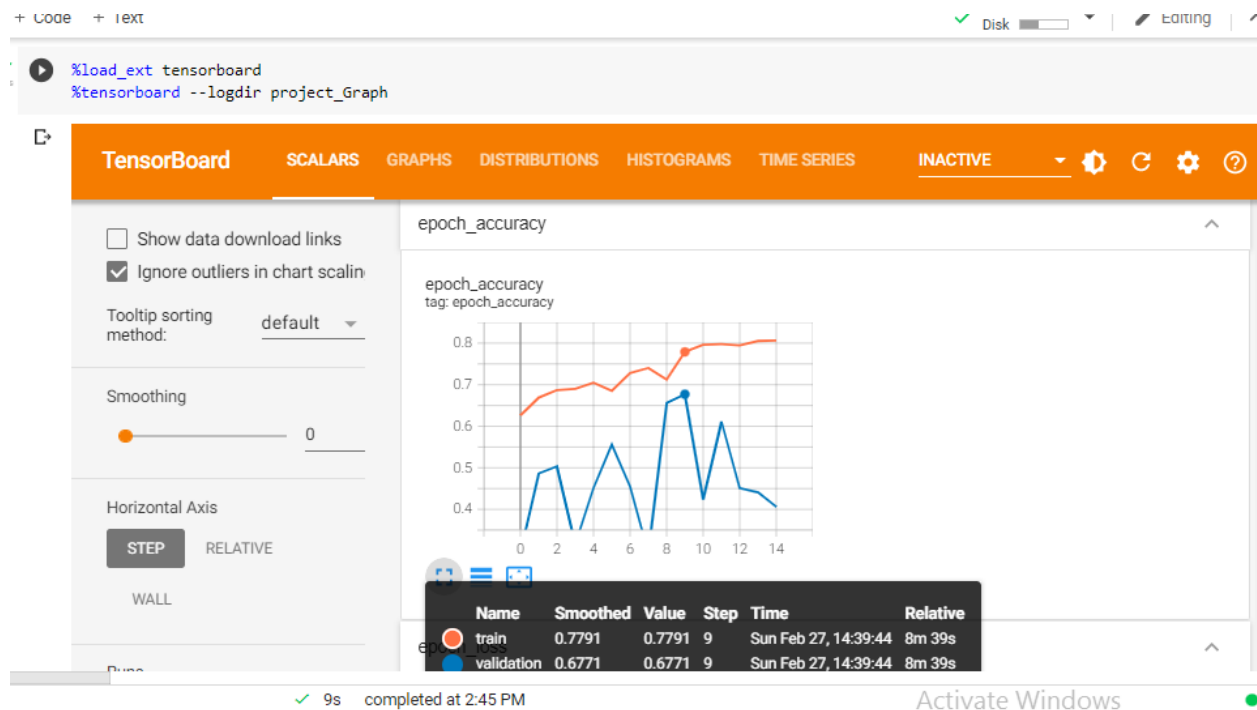 + Code + Text
Disk Editing
%load_ext tensorboard
%tensorboard --logdir project_Graph
TensorBoard SCALARS GRAPHS DISTRIBUTIONS HISTOGRAMS TIME SERIES INACTIVE
Show data download links
Ignore outliers in chart scalin
Tooltip sorting
method:
default
Smoothing
0
Horizontal Axis
STEP RELATIVE
WALL
Runs
epoch_accuracy
epoch_accuracy
tag: epoch_accuracy
0.8
0.7
0.6
0.5
0.4
0 2 4 6 8 10 12 14
Name Smoothed Value Step Time Relative
train 0.7791 0.7791 9 Sun Feb 27, 14:39:44 8m 39s
epoch_loss
validation 0.6771 0.6771 9 Sun Feb 27, 14:39:44 8m 39s
9s completed at 2:45 PM
Activate Windows